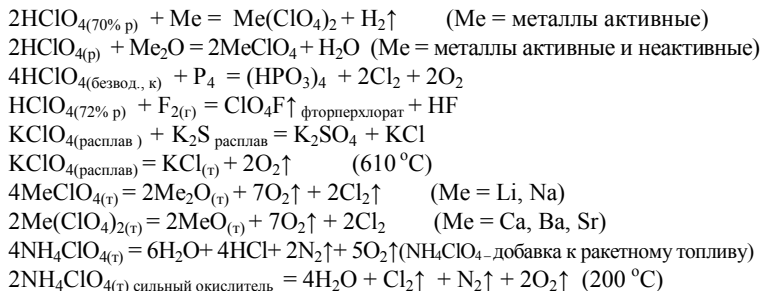 2HClO₄₍₇₀% ₚ₎ + Me = Me(ClO₄)₂ + H₂↑ (Me = металлы активные)
2HClO₄(р) + Me₂O = 2MeClO₄ + H₂O (Me = металлы активные и неактивные)
4HClO₄(безвод., к) + P₄ = (HPO₃)₄ + 2Cl₂ + 2O₂
HClO₄(72% р) + F₂(г) = ClO₄F↑ фторперхлорат + HF
KClO₄(расплав ) + K₂S расплав = K₂SO₄ + KCl
KClO₄(расплав) = KCl(т) + 2O₂↑ (610 °C)
4MeClO₄(т) = 2Me₂O(т) + 7O₂↑ + 2Cl₂↑ (Me = Li, Na)
2Me(ClO₄)₂(т) = 2MeO(т) + 7O₂↑ + 2Cl₂ (Me = Ca, Ba, Sr)
4NH₄ClO₄(т) = 6H₂O+ 4HCl+ 2N₂↑+ 5O₂↑(NH₄ClO₄ – добавка к ракетному топливу)
2NH₄ClO₄(т) сильный окислитель = 4H₂O + Cl₂↑ + N₂↑ + 2O₂↑ (200 °C)